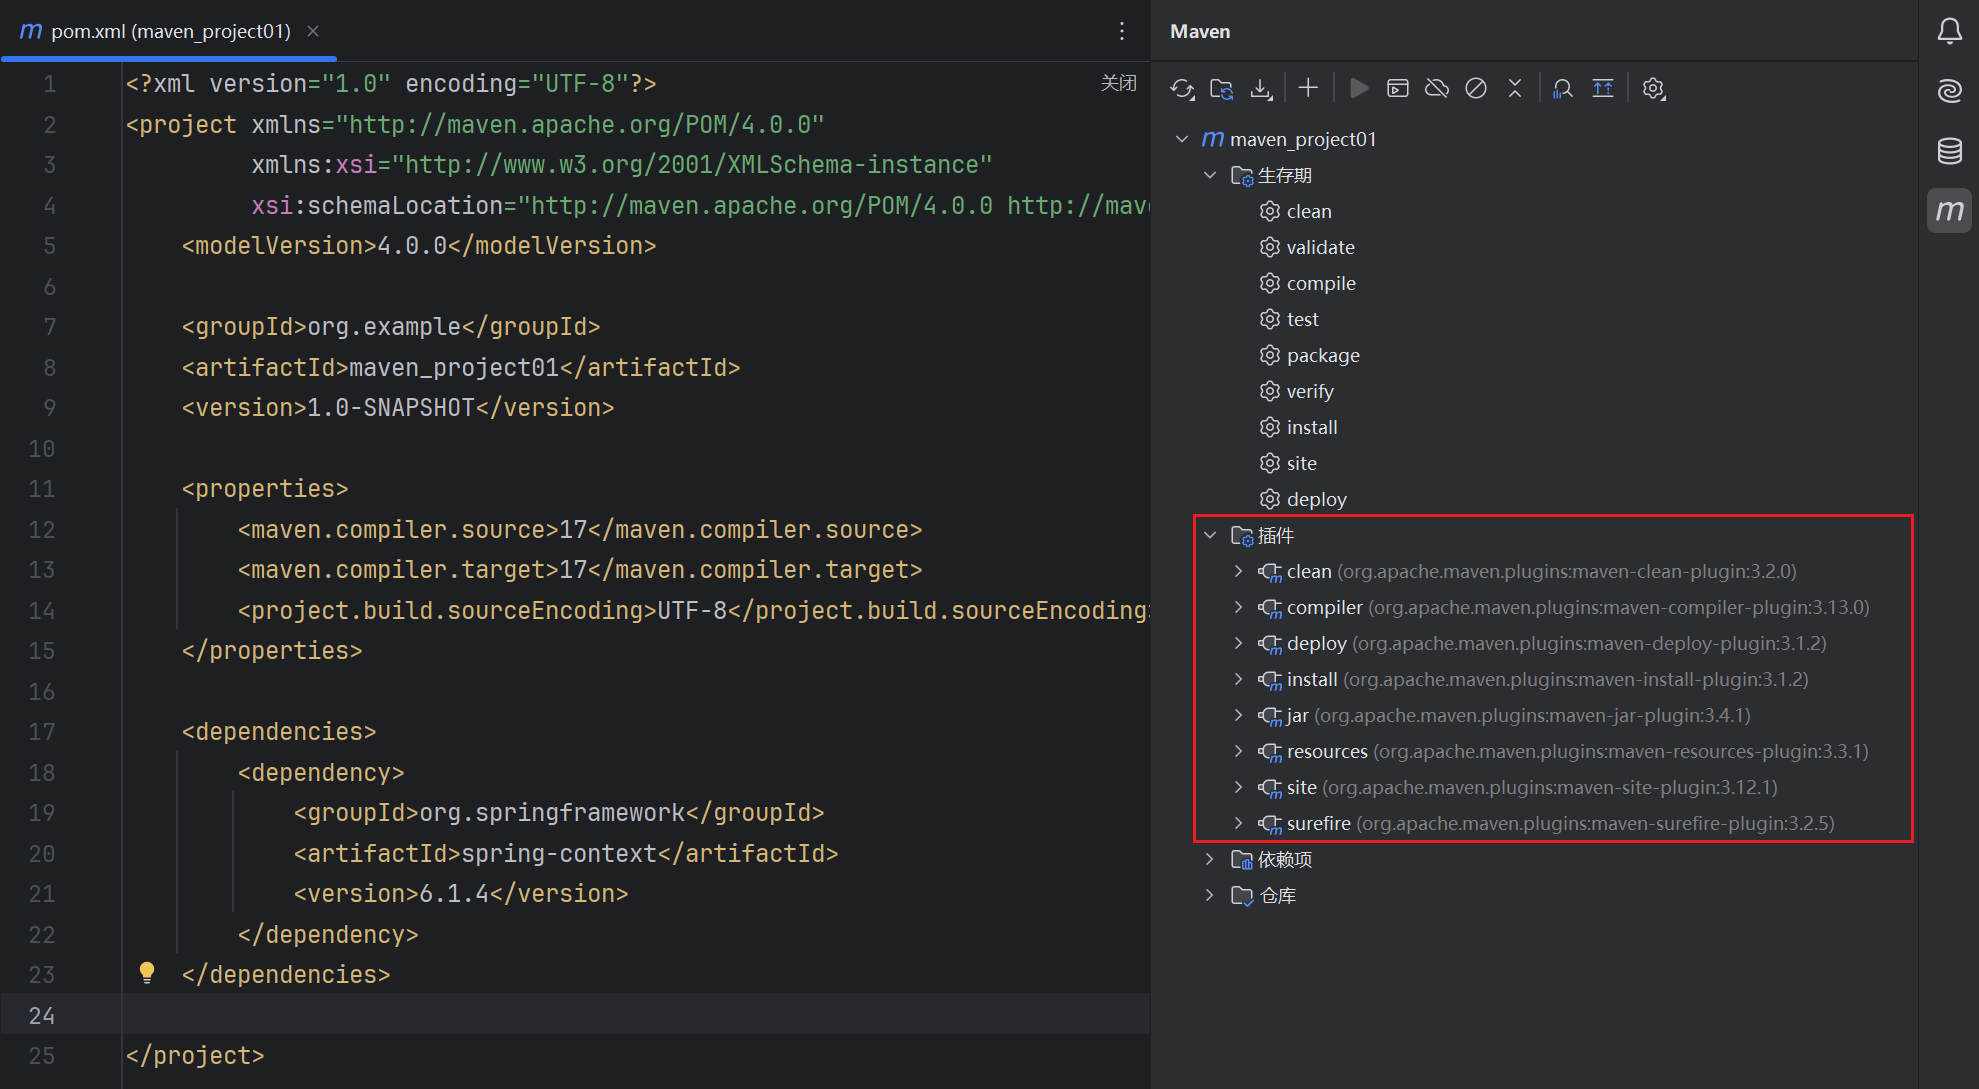 pom.xml (maven_project01)
关闭
1 <?xml version="1.0" encoding="UTF-8"?>
2 <project xmlns="http://maven.apache.org/POM/4.0.0"
3 xmlns:xsi="http://www.w3.org/2001/XMLSchema-instance"
4 xsi:schemaLocation="http://maven.apache.org/POM/4.0.0 http://mav
5 <modelVersion>4.0.0</modelVersion>
6
7 <groupId>org.example</groupId>
8 <artifactId>maven_project01</artifactId>
9 <version>1.0-SNAPSHOT</version>
10
11 <properties>
12 <maven.compiler.source>17</maven.compiler.source>
13 <maven.compiler.target>17</maven.compiler.target>
14 <project.build.sourceEncoding>UTF-8</project.build.sourceEncoding>
15 </properties>
16
17 <dependencies>
18 <dependency>
19 <groupId>org.springframework</groupId>
20 <artifactId>spring-context</artifactId>
21 <version>6.1.4</version>
22 </dependency>
23 </dependencies>
24
25 </project>
Maven
m maven_project01
生存期
clean
validate
compile
test
package
verify
install
site
deploy
插件
clean (org.apache.maven.plugins:maven-clean-plugin:3.2.0)
compiler (org.apache.maven.plugins:maven-compiler-plugin:3.13.0)
deploy (org.apache.maven.plugins:maven-deploy-plugin:3.1.2)
install (org.apache.maven.plugins:maven-install-plugin:3.1.2)
jar (org.apache.maven.plugins:maven-jar-plugin:3.4.1)
resources (org.apache.maven.plugins:maven-resources-plugin:3.3.1)
site (org.apache.maven.plugins:maven-site-plugin:3.12.1)
surefire (org.apache.maven.plugins:maven-surefire-plugin:3.2.5)
依赖项
仓库